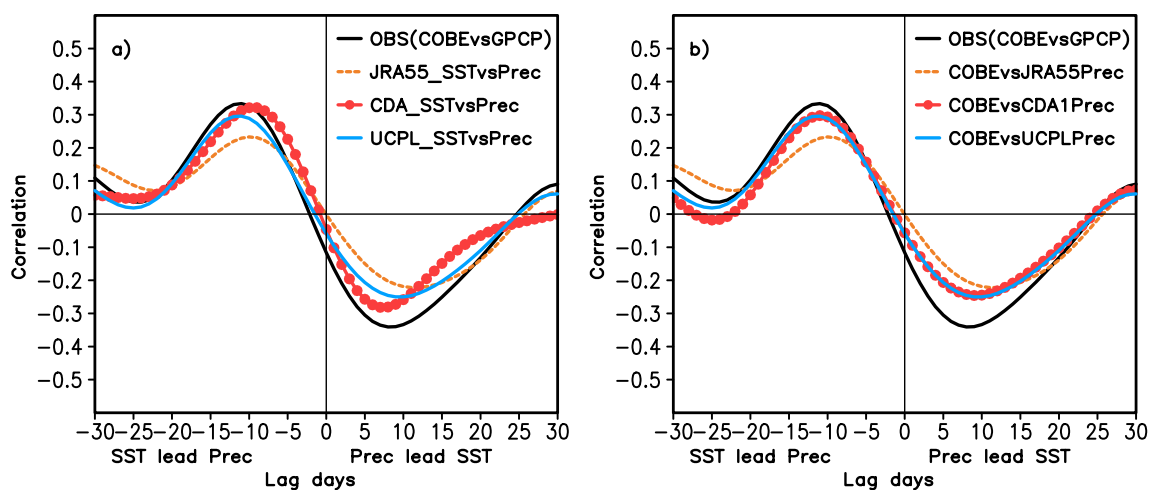 a)
OBS(COBEvsGPCP)
JRA55_SSTvsPrec
CDA_SSTvsPrec
UCPL_SSTvsPrec
0.5
0.4
0.3
0.2
0.1
0
−0.1
−0.2
−0.3
−0.4
−0.5
Correlation
−30 −25 −20 −15 −10 −5 0 5 10 15 20 25 30
SST lead Prec Prec lead SST
Lag days
b)
OBS(COBEvsGPCP)
COBEvsJRA55Prec
COBEvsCDA1Prec
COBEvsUCPLPrec
0.5
0.4
0.3
0.2
0.1
0
−0.1
−0.2
−0.3
−0.4
−0.5
Correlation
−30 −25 −20 −15 −10 −5 0 5 10 15 20 25 30
SST lead Prec Prec lead SST
Lag days